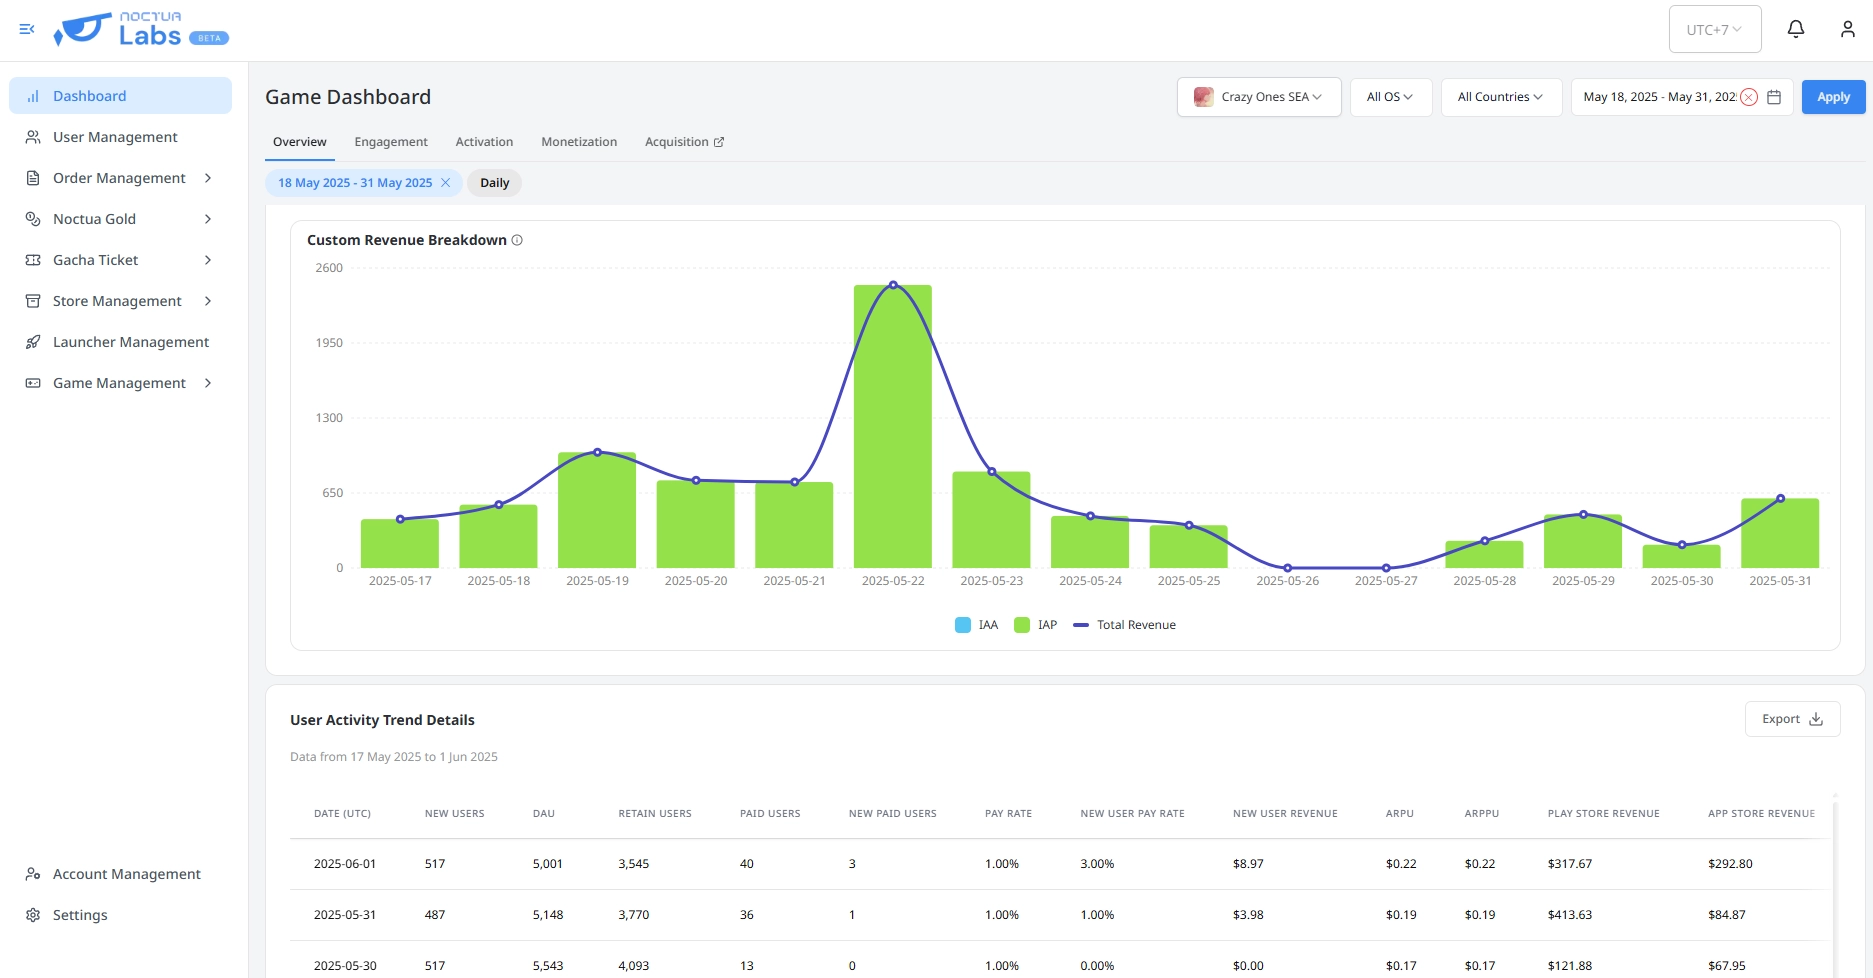 NOCTUA
Labs BETA
UTC+7
Dashboard
User Management
Order Management
Noctua Gold
Gacha Ticket
Store Management
Launcher Management
Game Management
Account Management
Settings
Game Dashboard
Crazy Ones SEA
All OS
All Countries
May 18, 2025 - May 31, 202
Apply
Overview Engagement Activation Monetization Acquisition
18 May 2025 - 31 May 2025 Daily
Custom Revenue Breakdown
2600
1950
1300
650
0
2025-05-17 2025-05-18 2025-05-19 2025-05-20 2025-05-21 2025-05-22 2025-05-23 2025-05-24 2025-05-25 2025-05-26 2025-05-27 2025-05-28 2025-05-29 2025-05-30 2025-05-31
IAA IAP Total Revenue
User Activity Trend Details
Export
Data from 17 May 2025 to 1 Jun 2025
DATE (UTC) NEW USERS DAU RETAIN USERS PAID USERS NEW PAID USERS PAY RATE NEW USER PAY RATE NEW USER REVENUE ARPU ARPPU PLAY STORE REVENUE APP STORE REVENUE
2025-06-01 517 5,001 3,545 40 3 1.00% 3.00% $8.97 $0.22 $0.22 $317.67 $292.80
2025-05-31 487 5,148 3,770 36 1 1.00% 1.00% $3.98 $0.19 $0.19 $413.63 $84.87
2025-05-30 517 5,543 4,093 13 0 1.00% 0.00% $0.00 $0.17 $0.17 $121.88 $67.95